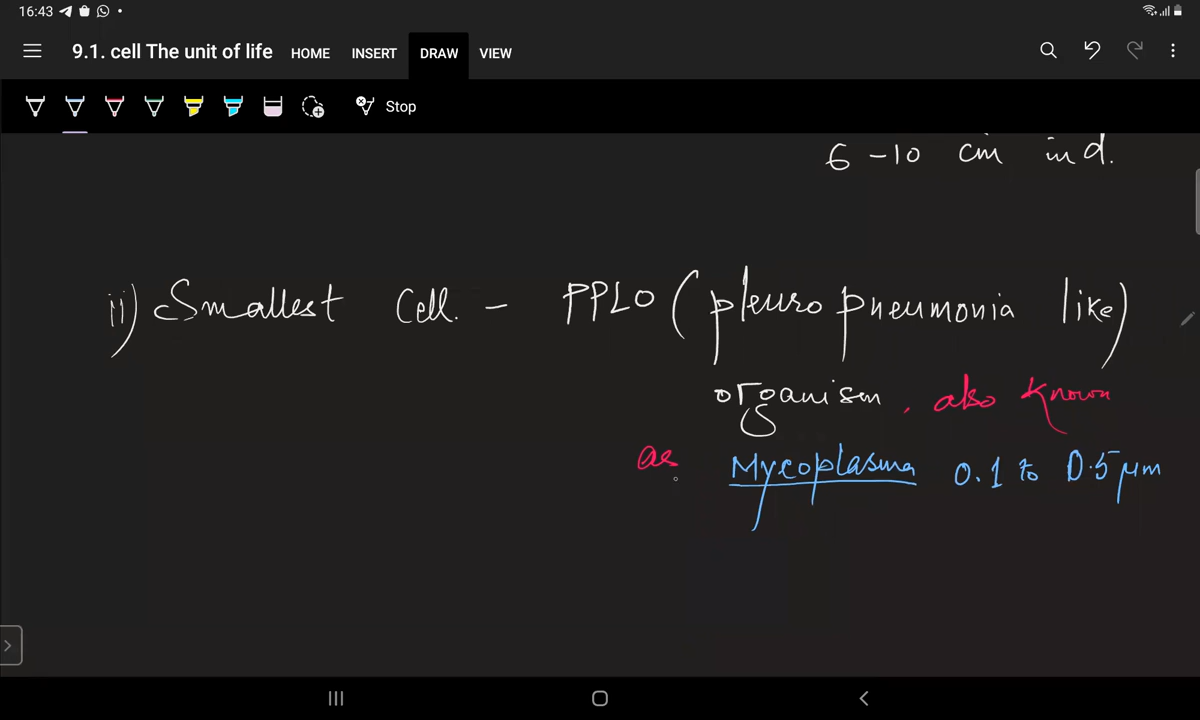 16:43
9.1. cell The unit of life HOME INSERT DRAW VIEW
Stop
6 - 10 cm in d.
ii) Smallest Cell. - PPLO (pleuro pneumonia like)
organism, also known
as Mycoplasma 0.1 to 0.5 μm